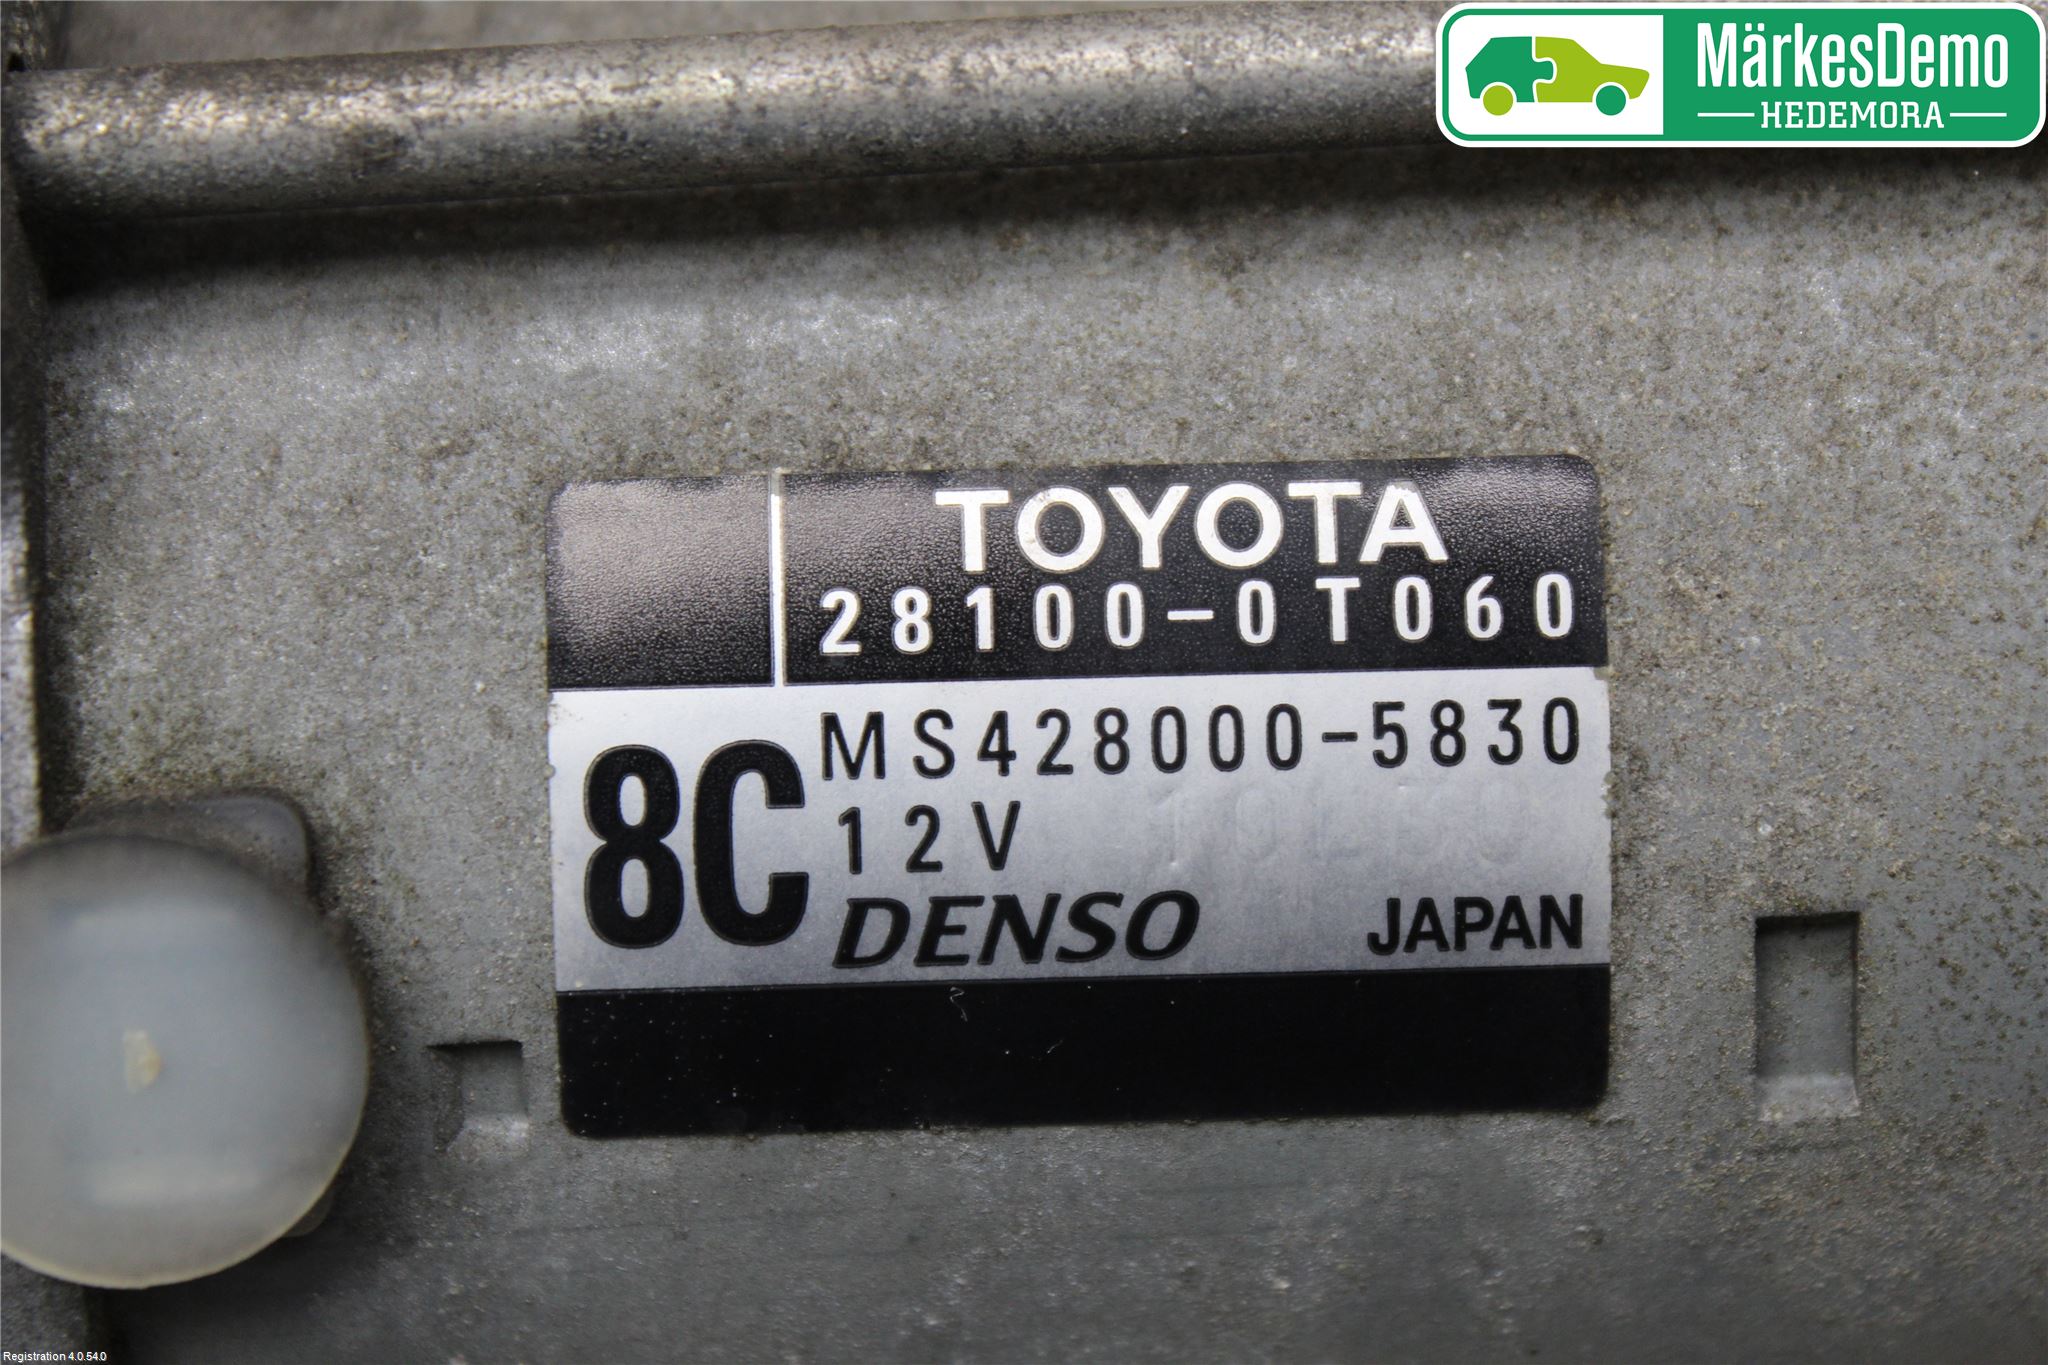 MärkesDemo
HEDEMORA
TOYOTA
28100-0T060
8C
MS428000-5830
12V
DENSO JAPAN
Registration 4.0.54.0